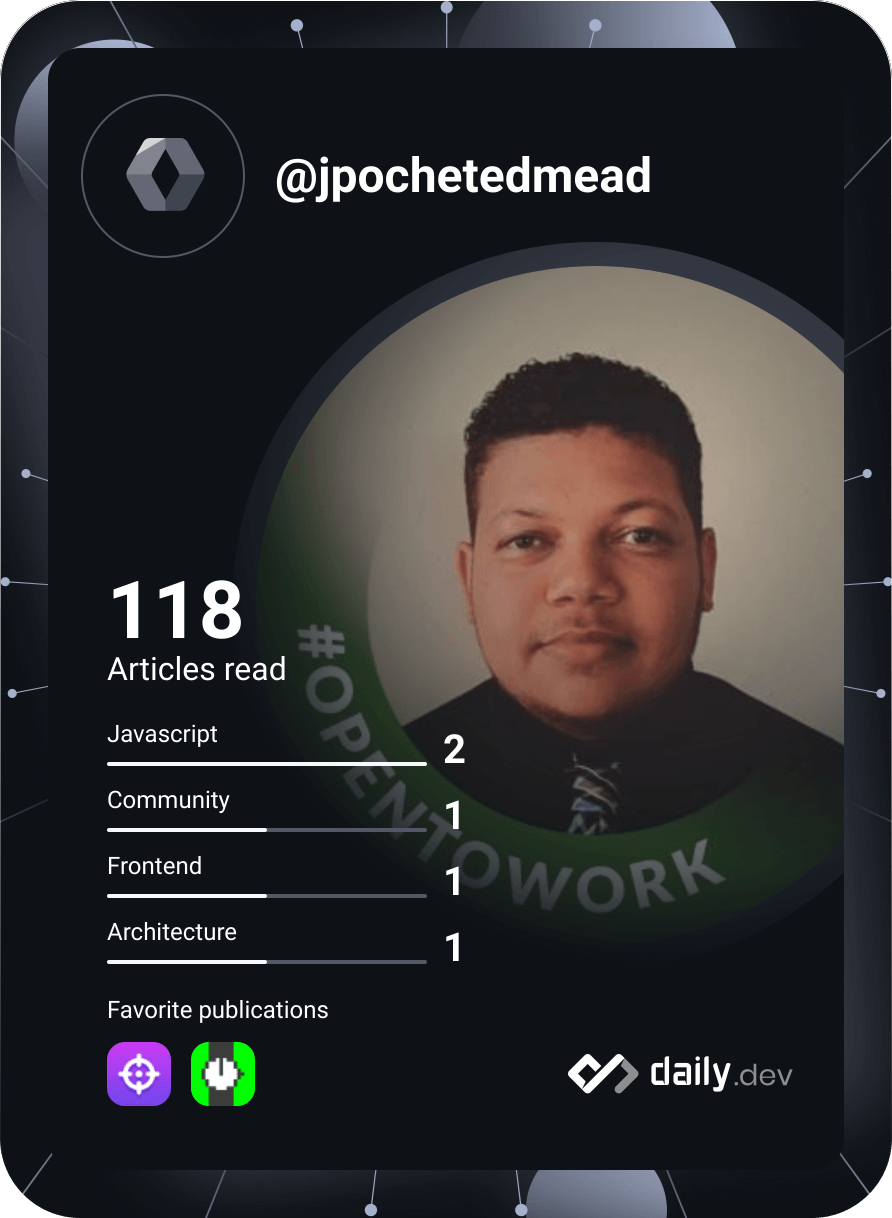 @jpochetedmead
118
Articles read
Javascript
2
Community
1
Frontend
1
Architecture
1
#OPENTOWORK
Favorite publications
daily.dev